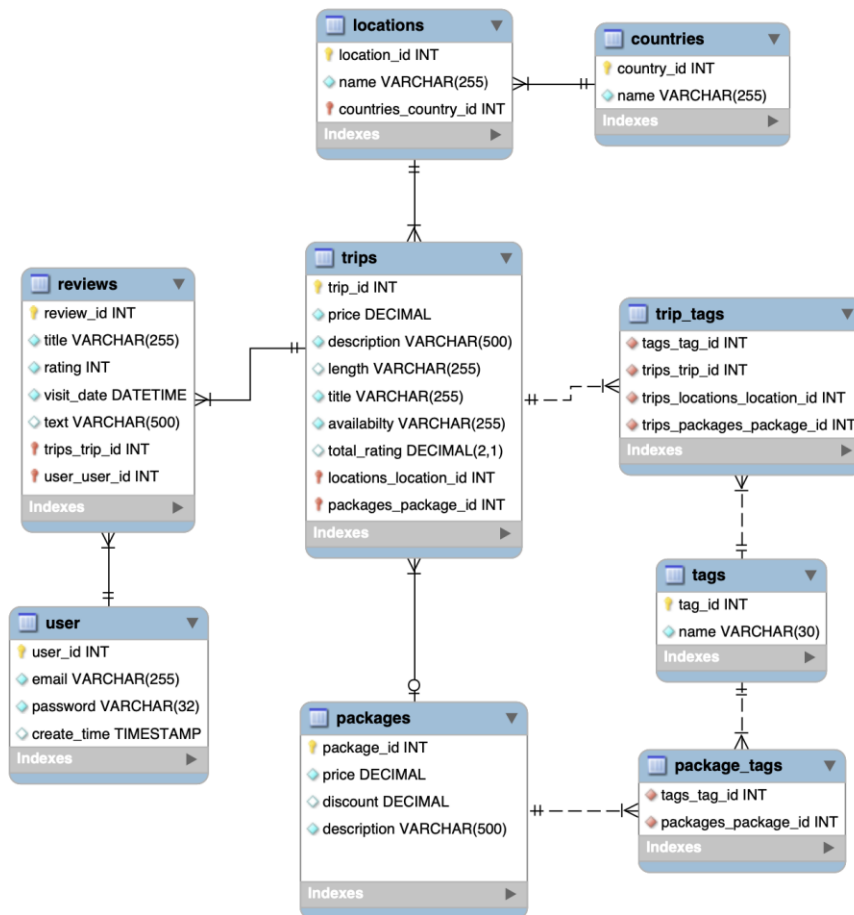 locations
location_id INT
name VARCHAR(255)
countries_country_id INT
Indexes
countries
country_id INT
name VARCHAR(255)
Indexes
reviews
review_id INT
title VARCHAR(255)
rating INT
visit_date DATETIME
text VARCHAR(500)
trips_trip_id INT
user_user_id INT
Indexes
trips
trip_id INT
price DECIMAL
description VARCHAR(500)
length VARCHAR(255)
title VARCHAR(255)
availabilty VARCHAR(255)
total_rating DECIMAL(2,1)
locations_location_id INT
packages_package_id INT
Indexes
trip_tags
tags_tag_id INT
trips_trip_id INT
trips_locations_location_id INT
trips_packages_package_id INT
Indexes
user
user_id INT
email VARCHAR(255)
password VARCHAR(32)
create_time TIMESTAMP
Indexes
tags
tag_id INT
name VARCHAR(30)
Indexes
packages
package_id INT
price DECIMAL
discount DECIMAL
description VARCHAR(500)
Indexes
package_tags
tags_tag_id INT
packages_package_id INT
Indexes